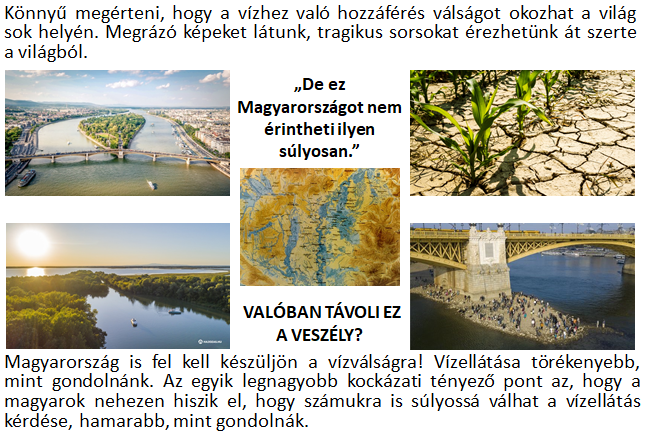 Könnyű megérteni, hogy a vízhez való hozzáférés válságot okozhat a világ
sok helyén. Megrázó képeket látunk, tragikus sorsokat érezhetünk át szerte
a világból.
„De ez
Magyarországot nem
érintheti ilyen
súlyosan.”
VALÓBAN TÁVOLI EZ
A VESZÉLY?
Magyarország is fel kell készüljön a vízválságra! Vízellátása törékenyebb,
mint gondolnánk. Az egyik legnagyobb kockázati tényező pont az, hogy a
magyarok nehezen hiszik el, hogy számukra is súlyossá válhat a vízellátás
kérdése, hamarabb, mint gondolnák.